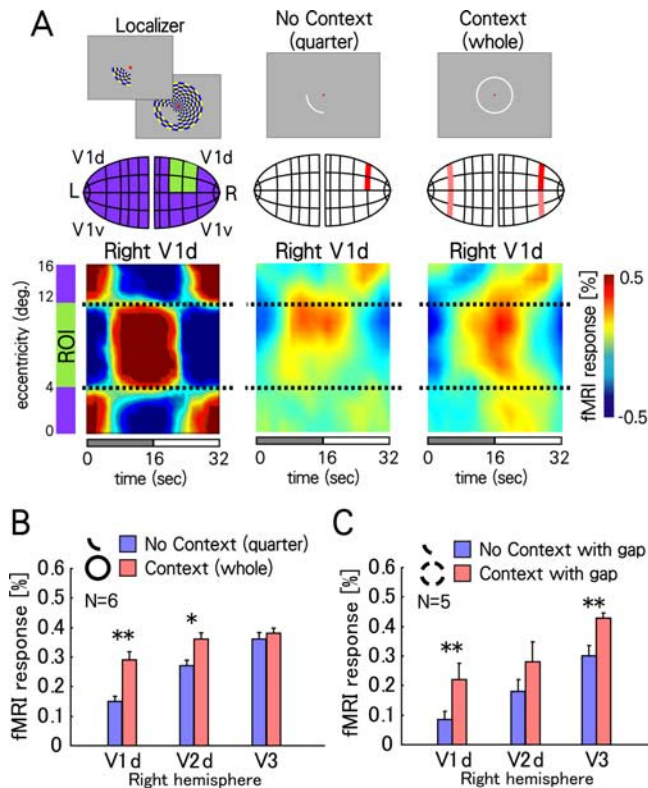 A
Localizer
No Context
(quarter)
Context
(whole)
V1d V1d
L R
V1v V1v
Right V1d Right V1d Right V1d
eccentricity (deg.)
16
12
ROI
4
0
0 16 32
time (sec)
0 16 32
time (sec)
0 16 32
time (sec)
0.5
-0.5
fMRI response [%]
B
No Context (quarter)
Context (whole)
N=6
fMRI response [%]
0.6
0.5
0.4
0.3
0.2
0.1
** *
V1d V2d V3
Right hemisphere
C
No Context with gap
Context with gap
N=5
fMRI response [%]
0.6
0.5
0.4
0.3
0.2
0.1
** **
V1d V2d V3
Right hemisphere